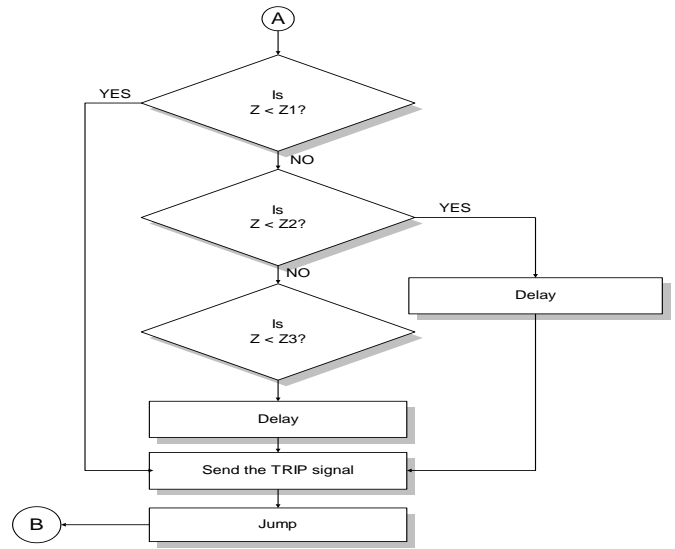 A
Is
Z < Z1?
YES
NO
Is
Z < Z2?
YES
NO
Delay
Is
Z < Z3?
Delay
Send the TRIP signal
Jump
B